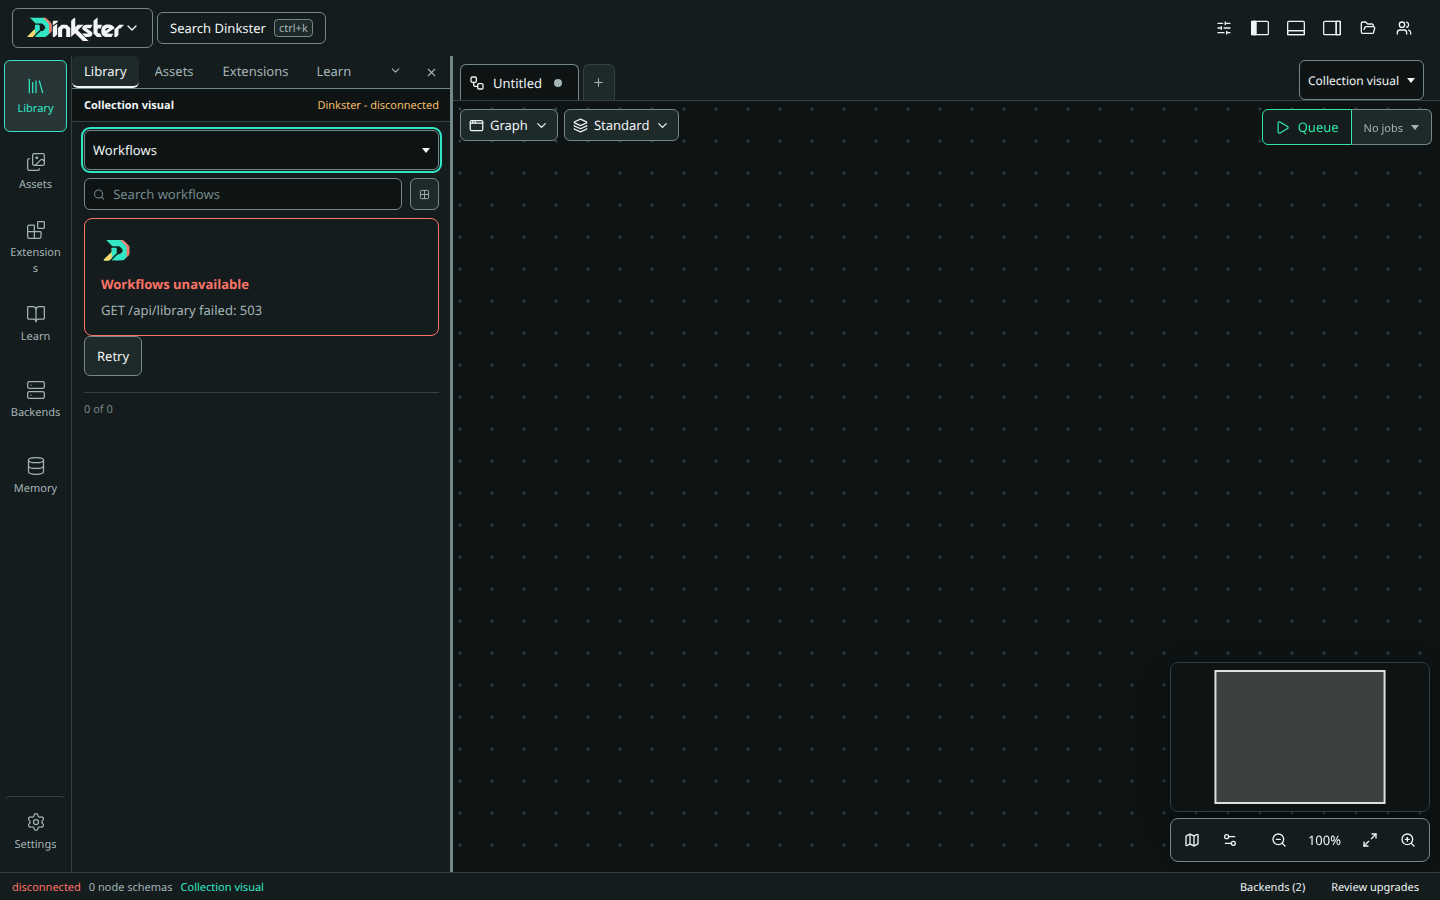 Dinkster
Search Dinkster ctrl+k
Library
Assets
Extension
s
Learn
Backends
Memory
Settings
Library Assets Extensions Learn
Collection visual Dinkster - disconnected
Workflows
Search workflows
Workflows unavailable
GET /api/library failed: 503
Retry
0 of 0
Untitled
Collection visual
Graph Standard
Queue No jobs
100%
disconnected 0 node schemas Collection visual
Backends (2) Review upgrades